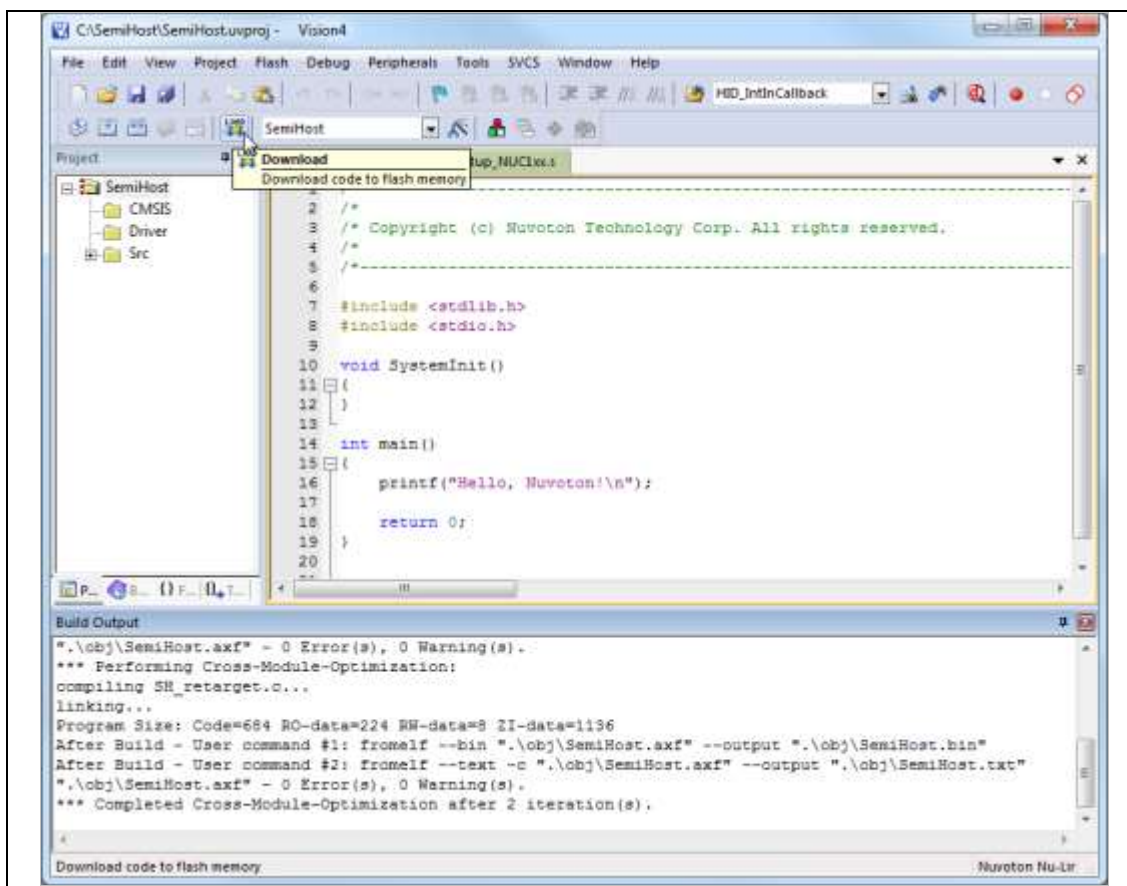 C:\SemiHost\SemiHost.uvproj - Vision4
File Edit View Project Flash Debug Peripherals Tools SVCS Window Help
HID_IntInCallback
LOAD SemiHost
Project
Download
tup_NUC1xx.s
Download code to flash memory
SemiHost
CMSIS
Driver
Src
1
2 /*
3 /* Copyright (c) Nuvoton Technology Corp. All rights reserved.
4 /*
5 /*---------------------------------------------------------------------------
6
7 #include <stdlib.h>
8 #include <stdio.h>
9
10 void SystemInit()
11 {
12 }
13
14 int main()
15 {
16 printf("Hello, Nuvoton!\n");
17
18 return 0;
19 }
20
P... B... {} F... 0.. T...
Build Output
".\obj\SemiHost.axf" - 0 Error(s), 0 Warning(s).
*** Performing Cross-Module-Optimization:
compiling SH_retarget.c...
linking...
Program Size: Code=684 RO-data=224 RW-data=8 ZI-data=1136
After Build - User command #1: fromelf --bin ".\obj\SemiHost.axf" --output ".\obj\SemiHost.bin"
After Build - User command #2: fromelf --text -c ".\obj\SemiHost.axf" --output ".\obj\SemiHost.txt"
".\obj\SemiHost.axf" - 0 Error(s), 0 Warning(s).
*** Completed Cross-Module-Optimization after 2 iteration(s).
Download code to flash memory Nuvoton Nu-Lir